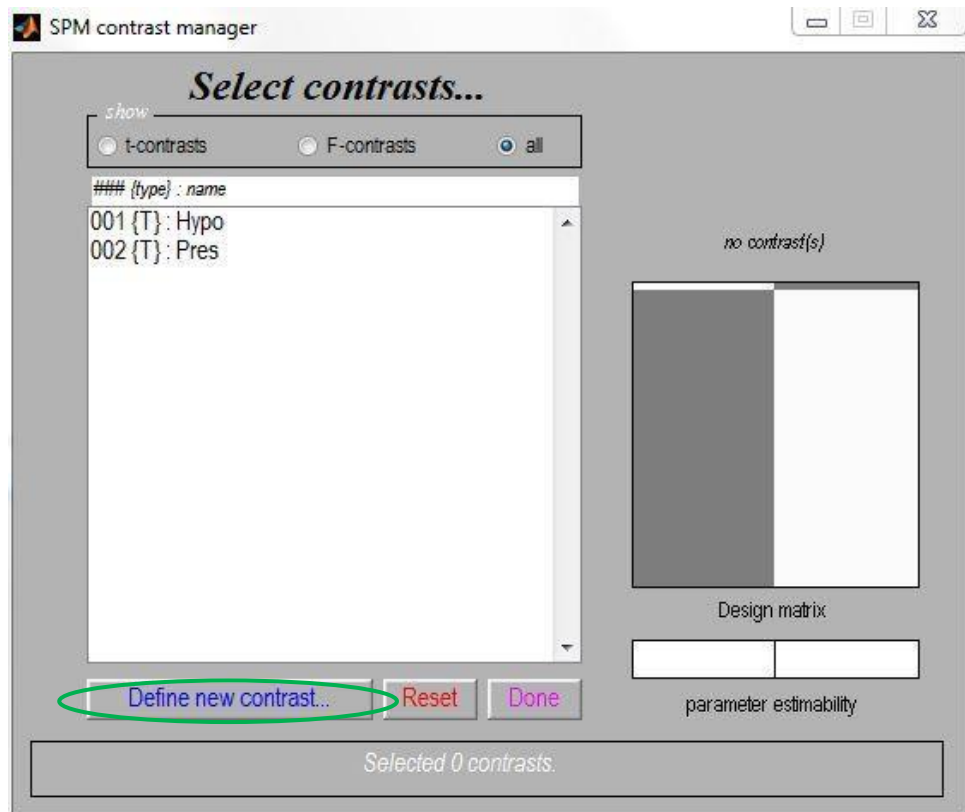 SPM contrast manager
Select contrasts...
show
t-contrasts F-contrasts all
### {type} : name
001 {T} : Hypo
002 {T} : Pres
no contrast(s)
Design matrix
parameter estimability
Define new contrast... Reset Done
Selected 0 contrasts.